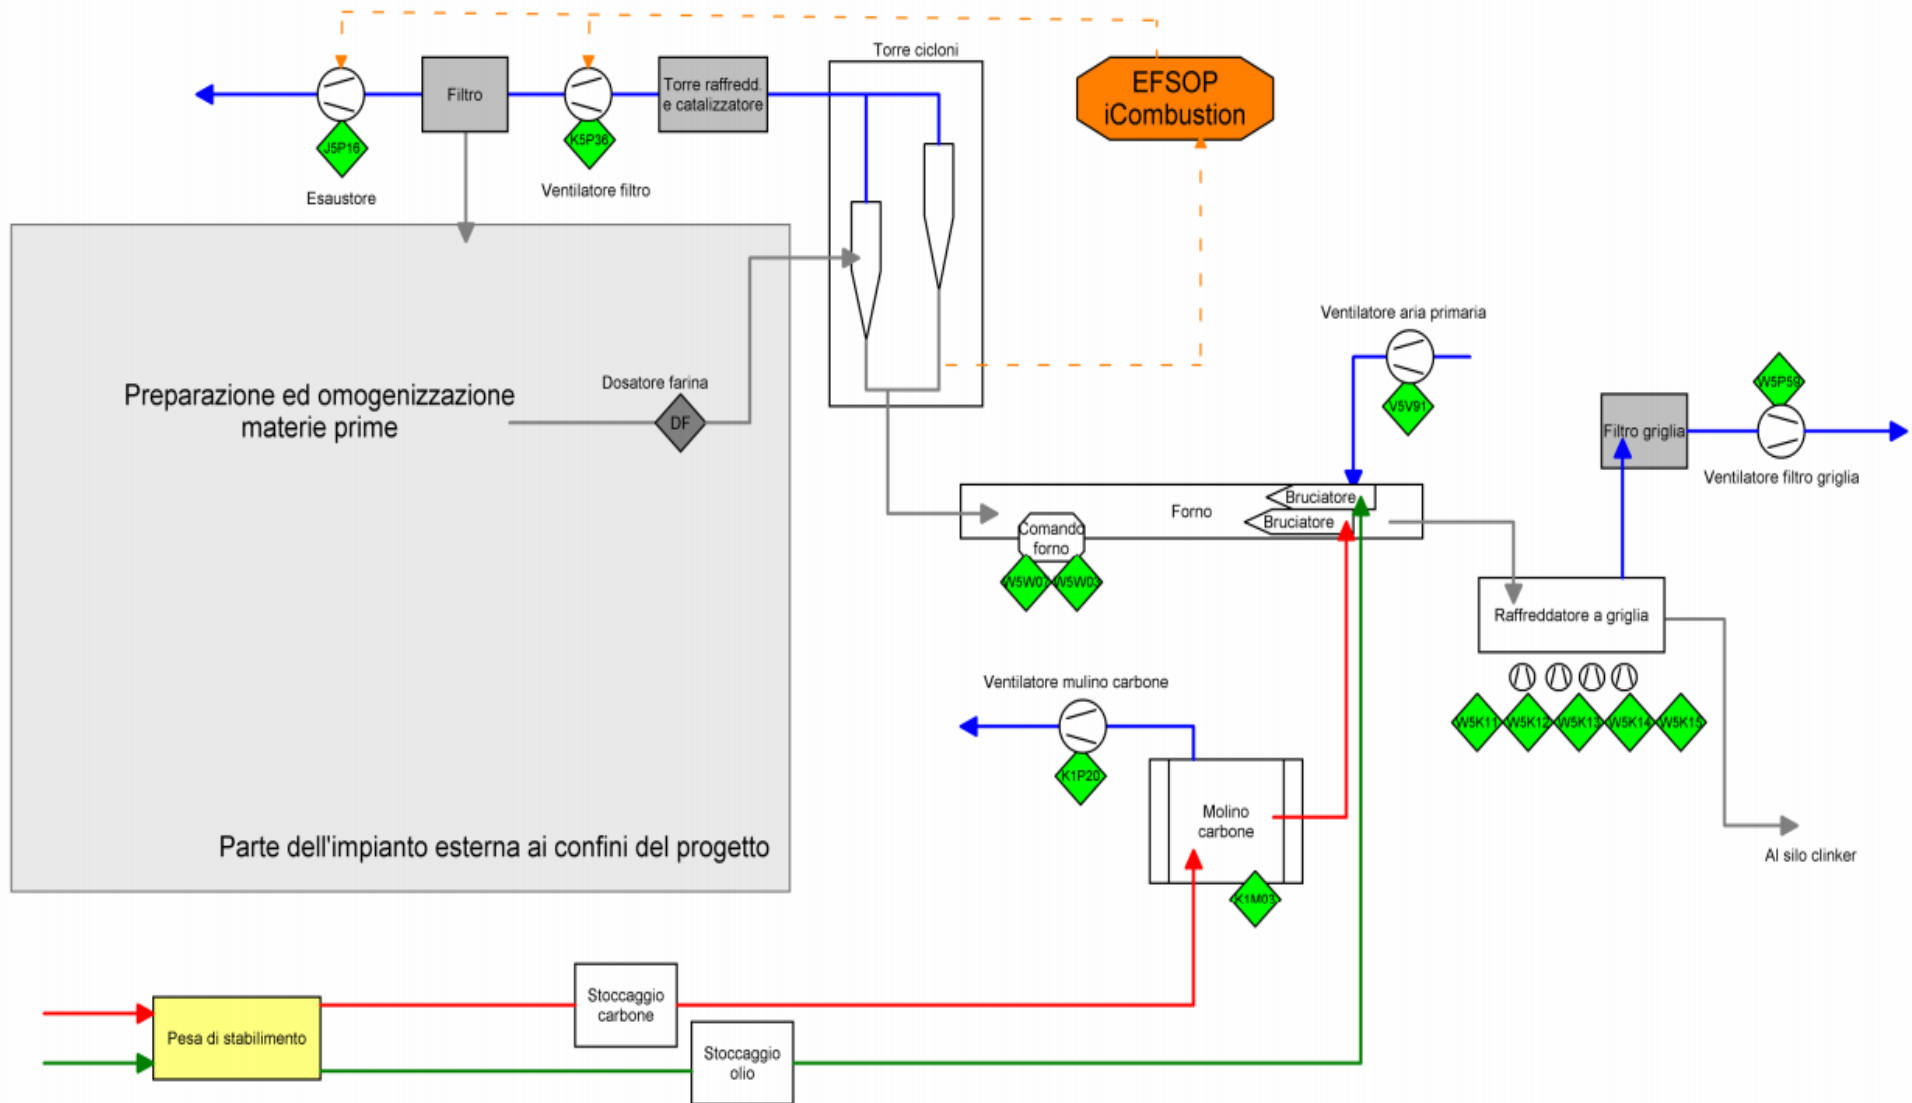 Torre cicloni
EFSOP
iCombustion
Filtro
Torre raffredd.
e catalizzatore
J5P16
K5P36
Esaustore
Ventilatore filtro
Ventilatore aria primaria
V5V91
W5P59
Filtro griglia
Ventilatore filtro griglia
Dosatore farina
DF
Preparazione ed omogenizzazione
materie prime
Bruciatore
Bruciatore
Forno
Comando
forno
W5W07
W5W03
Raffreddatore a griglia
W5K11
W5K12
W5K13
W5K14
W5K15
Ventilatore mulino carbone
K1P20
Molino
carbone
K1M03
Parte dell'impianto esterna ai confini del progetto
Al silo clinker
Stoccaggio
carbone
Pesa di stabilimento
Stoccaggio
olio